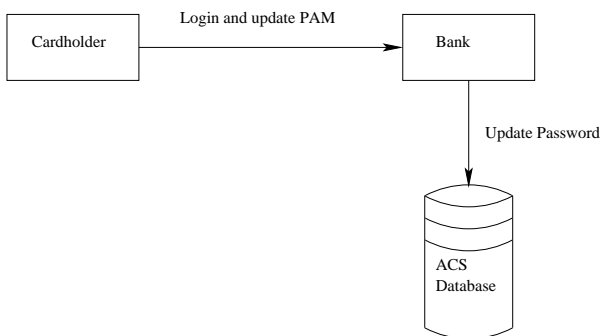 Login and update PAM
Cardholder
Bank
Update Password
ACS
Database